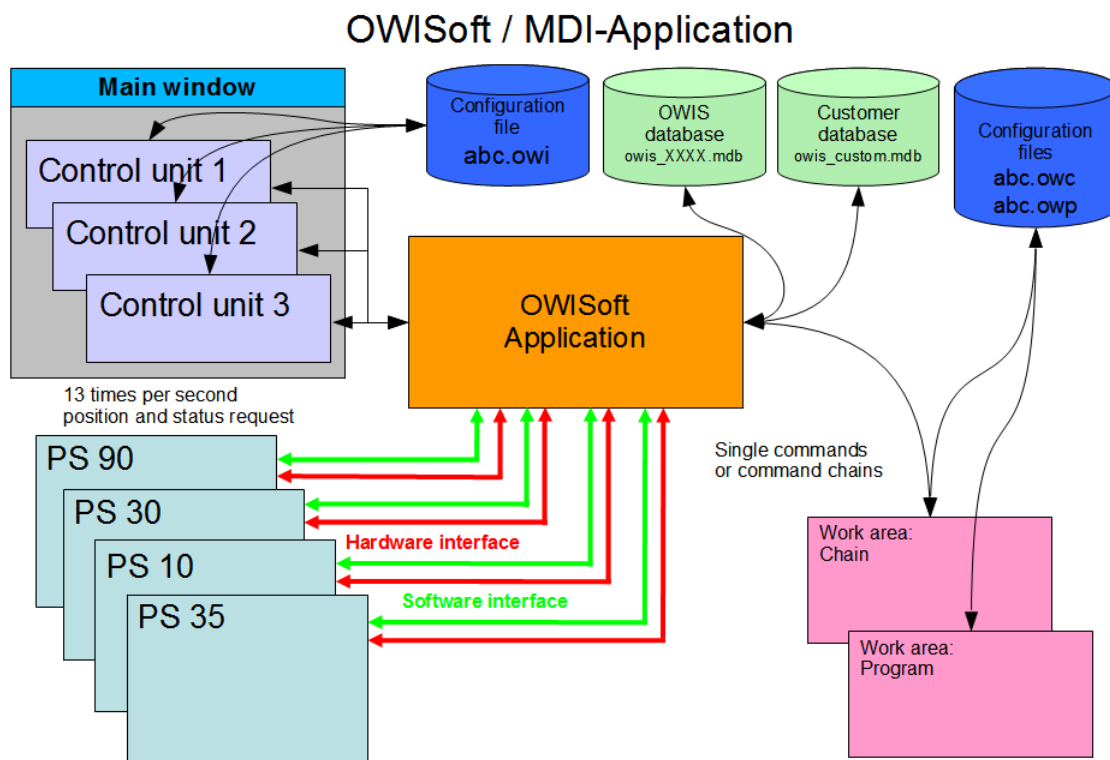 OWISoft / MDI-Application
Main window
Control unit 1
Control unit 2
Control unit 3
Configuration
file
abc.owi
OWIS
database
owis_XXXX.mdb
Customer
database
owis_custom.mdb
Configuration
files
abc.owc
abc.owp
OWISoft
Application
13 times per second
position and status request
PS 90
PS 30
PS 10
PS 35
Hardware interface
Software interface
Single commands
or command chains
Work area:
Chain
Work area:
Program